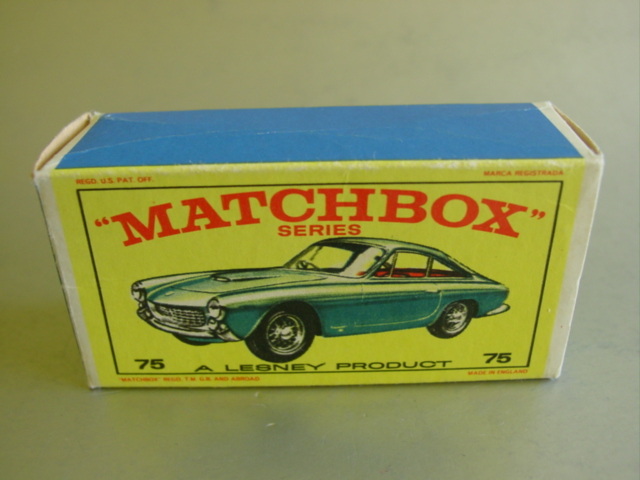 REGD. U.S. PAT. OFF. MARCA REGISTRADA
"MATCHBOX"
SERIES
75 A LESNEY PRODUCT 75
"MATCHBOX" REGD. T.M. G.B. AND ABROAD MADE IN ENGLAND